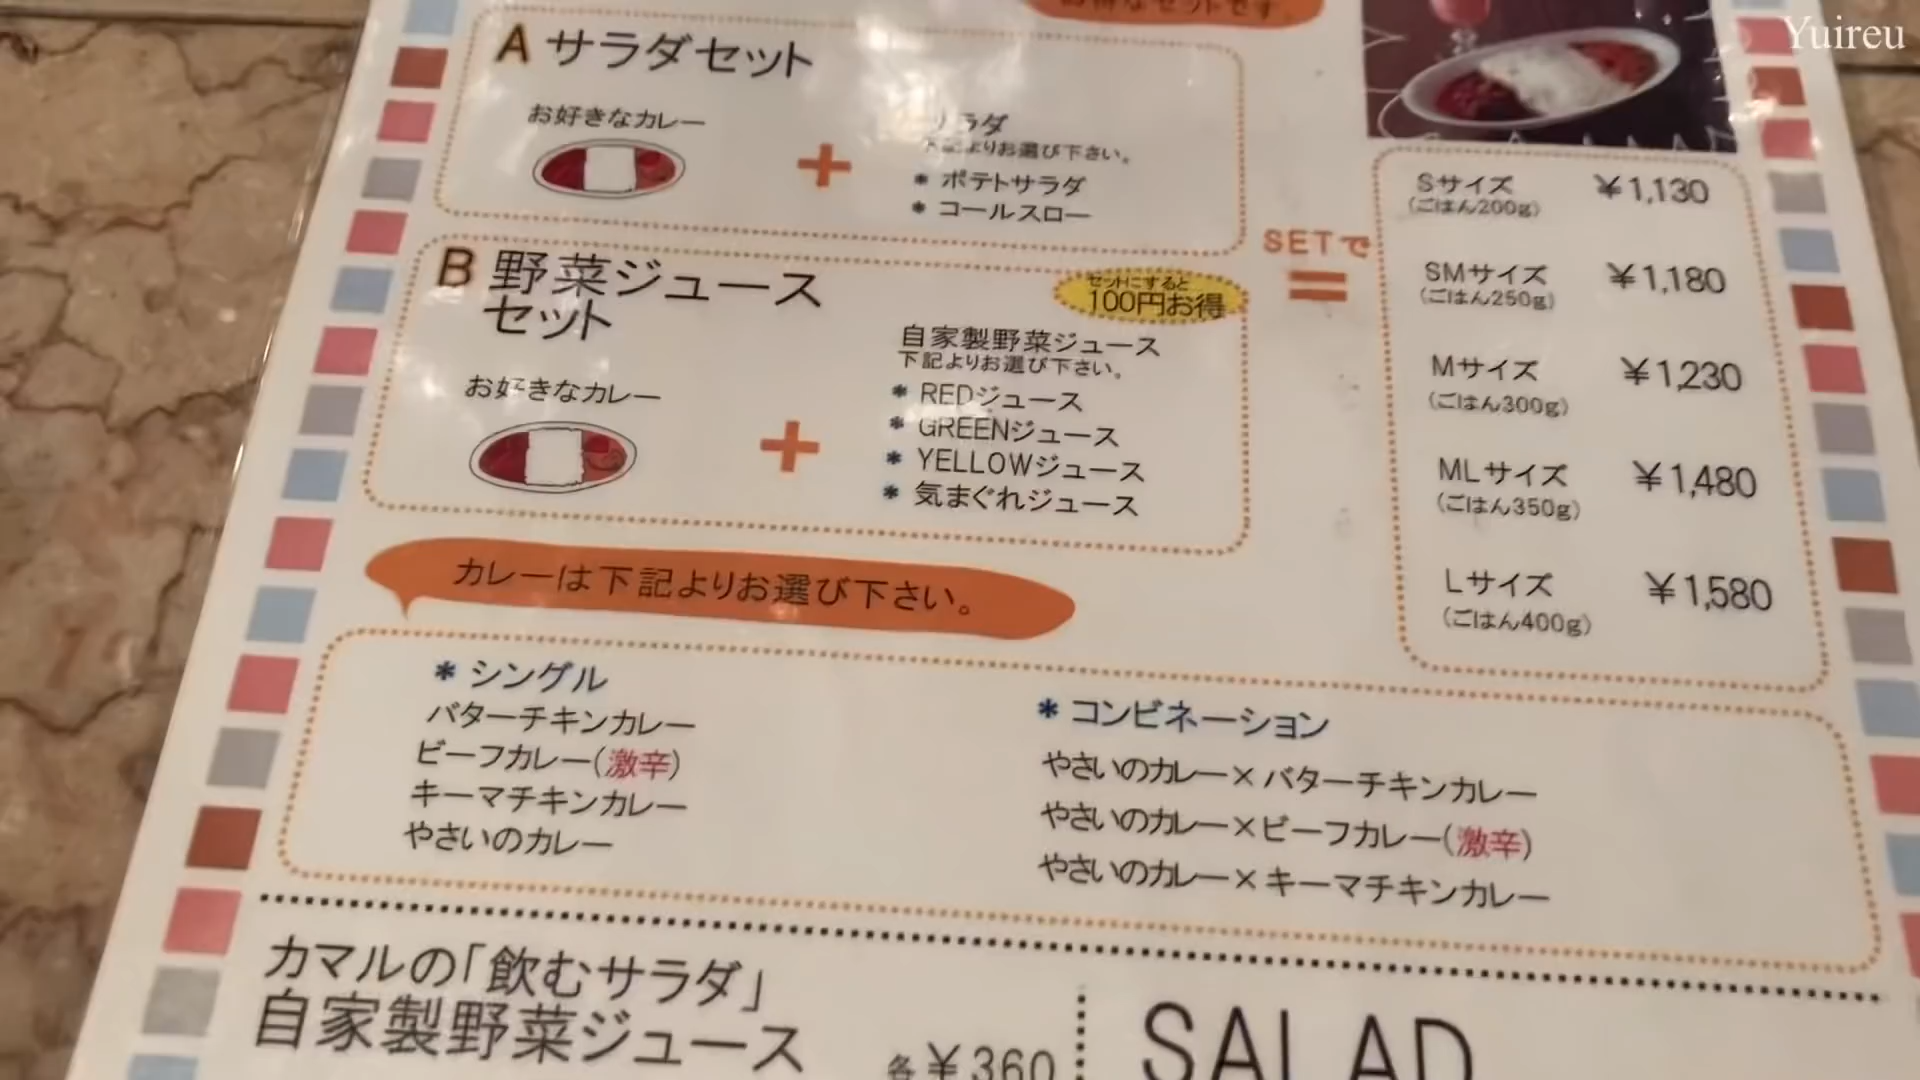 Yuireu
お得なセットです。
A サラダセット
お好きなカレー
+
サラダ
下記よりお選び下さい。
* ポテトサラダ
* コールスロー
B 野菜ジュース
セット
セットにすると
100円お得
お好きなカレー
+
自家製野菜ジュース
下記よりお選び下さい。
* REDジュース
* GREENジュース
* YELLOWジュース
* 気まぐれジュース
SETで
=
Sサイズ ¥1,130
(ごはん200g)
SMサイズ ¥1,180
(ごはん250g)
Mサイズ ¥1,230
(ごはん300g)
MLサイズ ¥1,480
(ごはん350g)
Lサイズ ¥1,580
(ごはん400g)
カレーは下記よりお選び下さい。
* シングル
バターチキンカレー
ビーフカレー(激辛)
キーマチキンカレー
やさいのカレー
* コンビネーション
やさいのカレー×バターチキンカレー
やさいのカレー×ビーフカレー(激辛)
やさいのカレー×キーマチキンカレー
カマルの「飲むサラダ」
自家製野菜ジュース
各¥360
SALAD